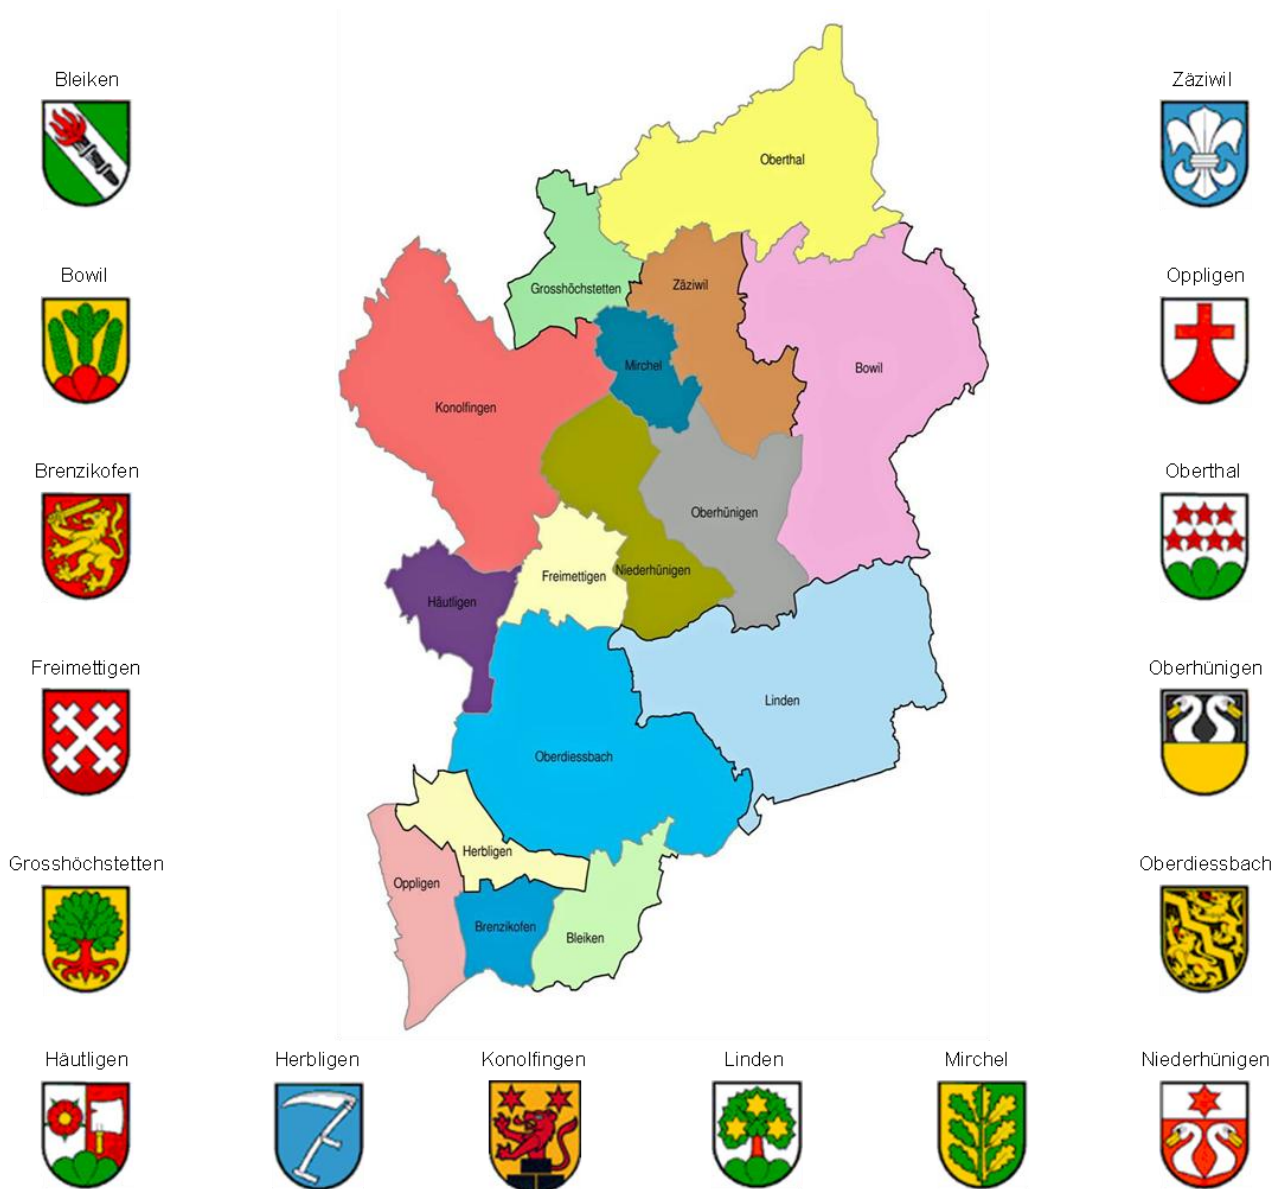 Bleiken
Zäziwil
Oberthal
Bowil
Oppligen
Grosshöchstetten
Zäziwil
Mirchel
Bowil
Konolfingen
Brenzikofen
Oberthal
Oberhünigen
Freimettigen
Niederhünigen
Häutligen
Freimettigen
Oberhünigen
Linden
Oberdiessbach
Grosshöchstetten
Oberdiessbach
Herbligen
Oppligen
Brenzikofen
Bleiken
Häutligen
Herbligen
Konolfingen
Linden
Mirchel
Niederhünigen